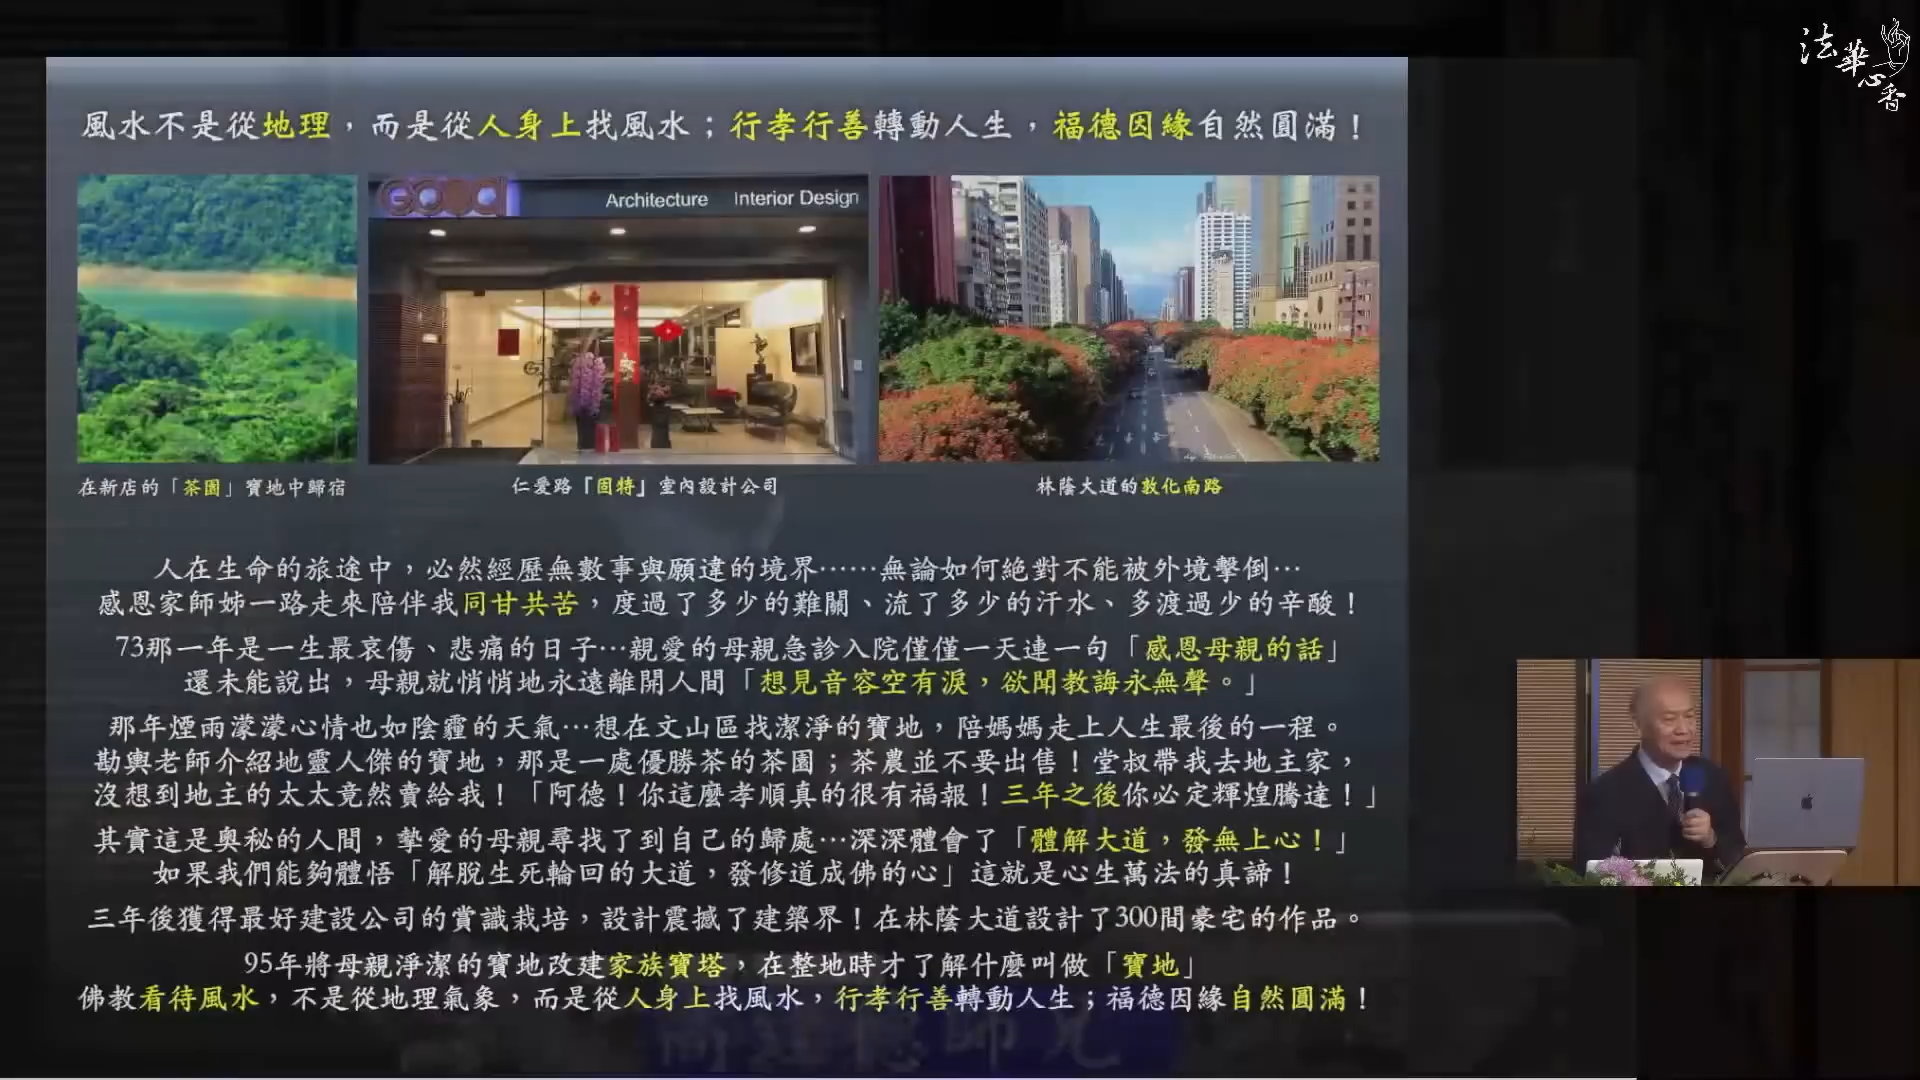 法華心香
風水不是從地理，而是從人身上找風水；行孝行善轉動人生，福德因緣自然圓滿！
GOOD
Architecture Interior Design
在新店的「茶園」寶地中歸宿
仁愛路『固特』室內設計公司
林蔭大道的敦化南路
人在生命的旅途中，必然經歷無數事與願違的境界……無論如何絕對不能被外境擊倒…
感恩家師姊一路走來陪伴我同甘共苦，度過了多少的難關、流了多少的汗水、多渡過少的辛酸！
73那一年是一生最哀傷、悲痛的日子…親愛的母親急診入院僅僅一天連一句「感恩母親的話」
還未能說出，母親就悄悄地永遠離開人間「想見音容空有淚，欲聞教誨永無聲。」
那年煙雨濛濛心情也如陰霾的天氣…想在文山區找潔淨的寶地，陪媽媽走上人生最後的一程。
勘輿老師介紹地靈人傑的寶地，那是一處優勝茶的茶園；茶農並不要出售！堂叔帶我去地主家，
沒想到地主的太太竟然賣給我！「阿德！你這麼孝順真的很有福報！三年之後你必定輝煌騰達！」
其實這是奧秘的人間，摯愛的母親尋找了到自己的歸處…深深體會了「體解大道，發無上心！」
如果我們能夠體悟「解脫生死輪回的大道，發修道成佛的心」這就是心生萬法的真諦！
三年後獲得最好建設公司的賞識栽培，設計震撼了建築界！在林蔭大道設計了300間豪宅的作品。
95年將母親淨潔的寶地改建家族寶塔，在整地時才了解什麼叫做「寶地」
佛教看待風水，不是從地理氣象，而是從人身上找風水，行孝行善轉動人生；福德因緣自然圓滿！